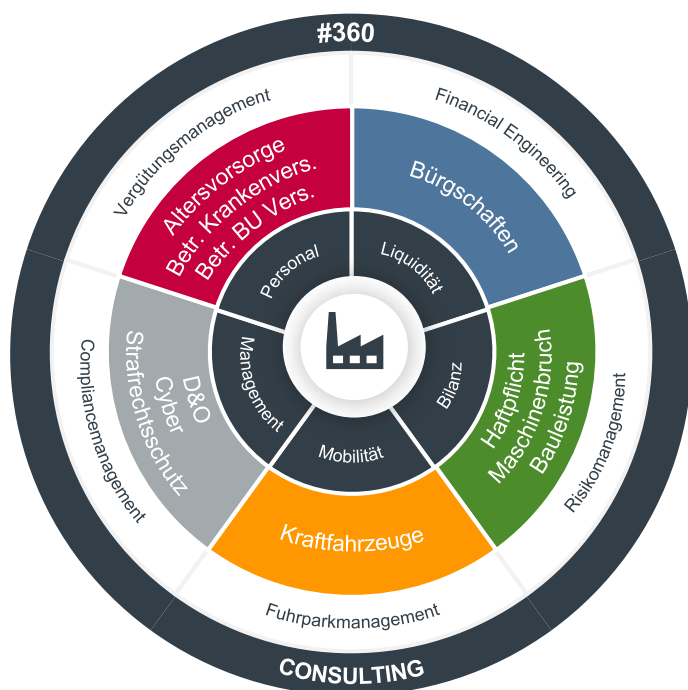 #360
Vergütungsmanagement
Financial Engineering
Altersvorsorge
Betr. Krankenvers.
Betr. BU Vers.
Bürgschaften
Personal
Liquidität
Compliancemanagement
Strafrechtsschutz
Cyber
D&O
Management
Bilanz
Haftpflicht
Maschinenbruch
Bauleistung
Risikomanagement
Mobilität
Kraftfahrzeuge
Fuhrparkmanagement
CONSULTING